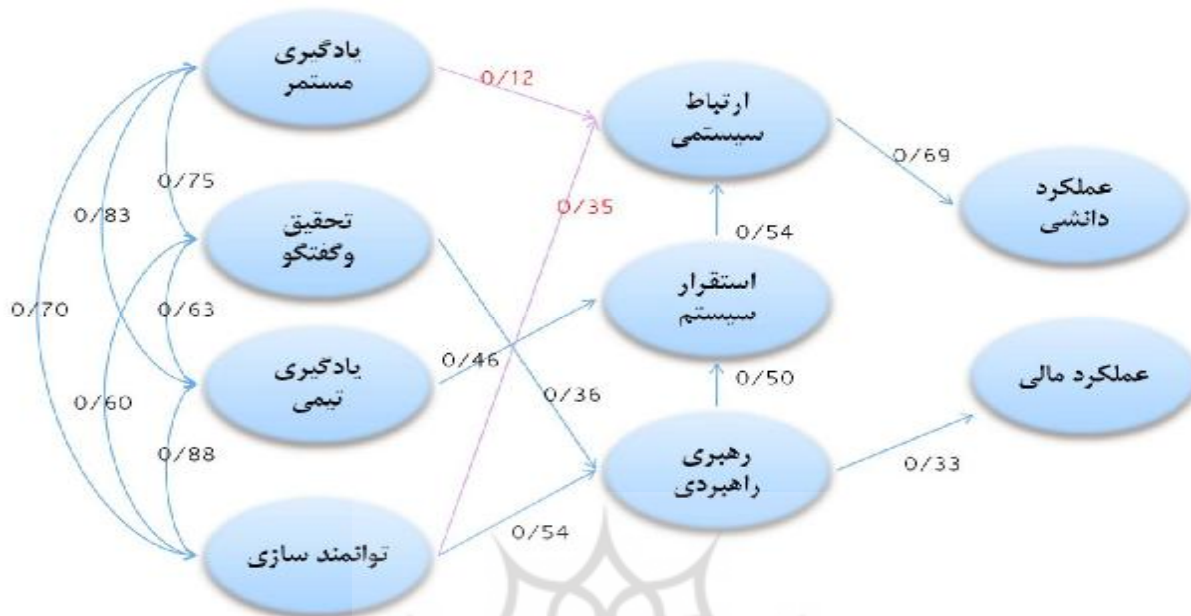 یادگیری
مستمر
0/12
ارتباط
سیستمی
0/69
عملکرد
دانشی
0/75
0/83
0/35
تحقیق
وگفتگو
0/54
استقرار
سیستم
0/70
0/63
0/46
یادگیری
تیمی
0/36
0/50
عملکرد مالی
0/60
0/88
رهبری
راهبردی
0/33
توانمند سازی
0/54